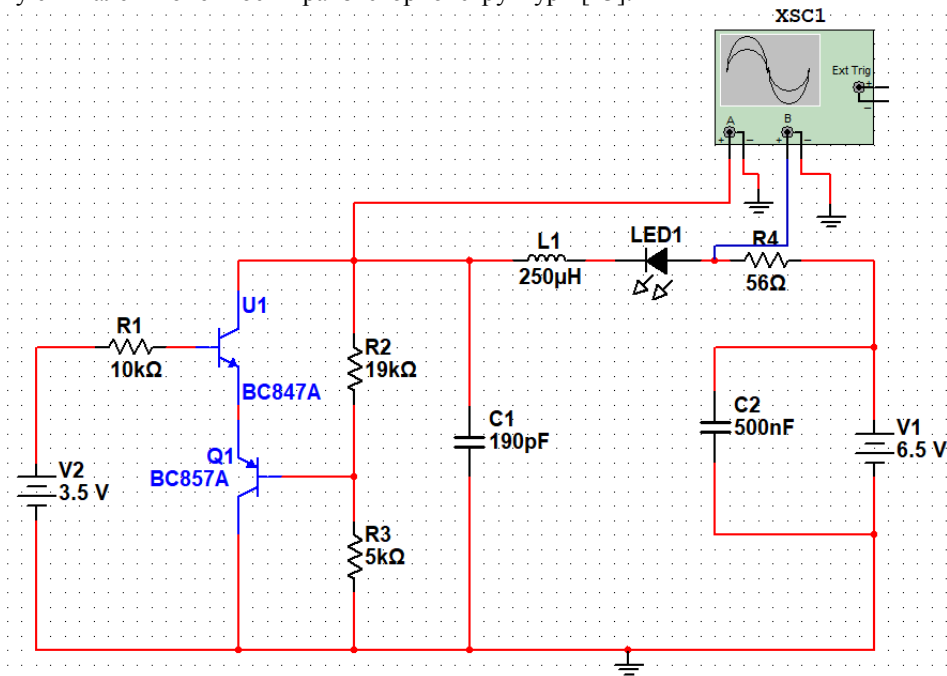 XSC1
Ext Trig
+
−
A
B
+
−
+
−
L1
250µH
LED1
R4
56Ω
U1
R1
10kΩ
BC847A
R2
19kΩ
Q1
BC857A
V2
3.5 V
C1
190pF
C2
500nF
V1
6.5 V
R3
5kΩ